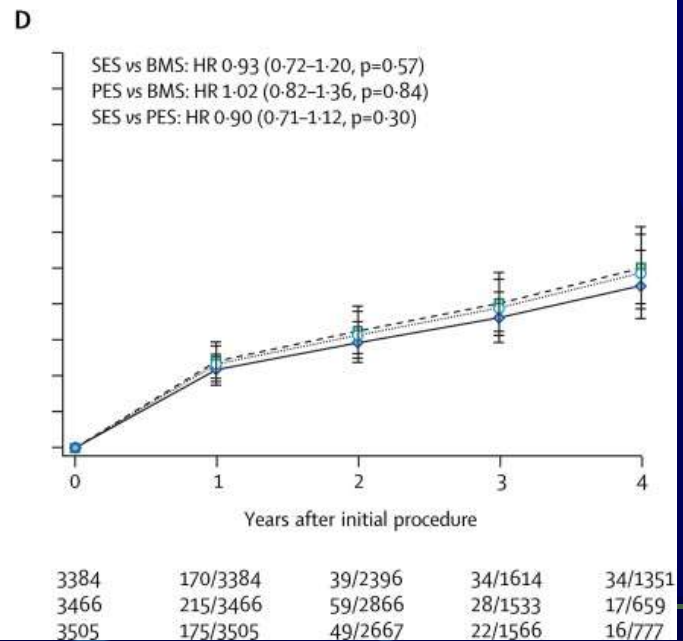 D
SES vs BMS: HR 0·93 (0·72–1·20, p=0·57)
PES vs BMS: HR 1·02 (0·82–1·36, p=0·84)
SES vs PES: HR 0·90 (0·71–1·12, p=0·30)
0 1 2 3 4
Years after initial procedure
3384 170/3384 39/2396 34/1614 34/1351
3466 215/3466 59/2866 28/1533 17/659
3505 175/3505 49/2667 22/1566 16/777